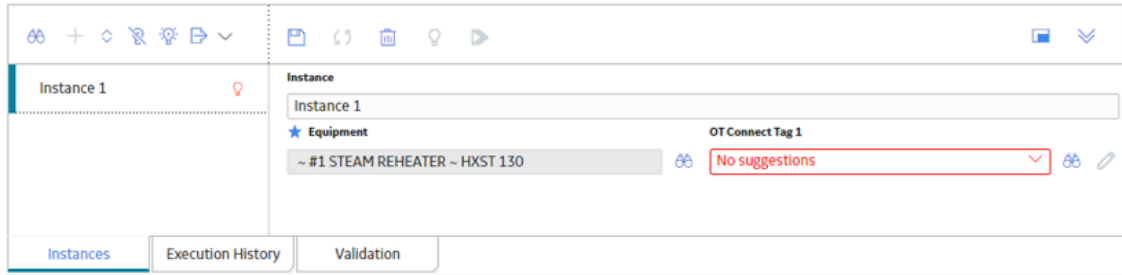 Instance 1
Instance
Instance 1
Equipment
OT Connect Tag 1
~ #1 STEAM REHEATER ~ HXST 130
No suggestions
Instances
Execution History
Validation